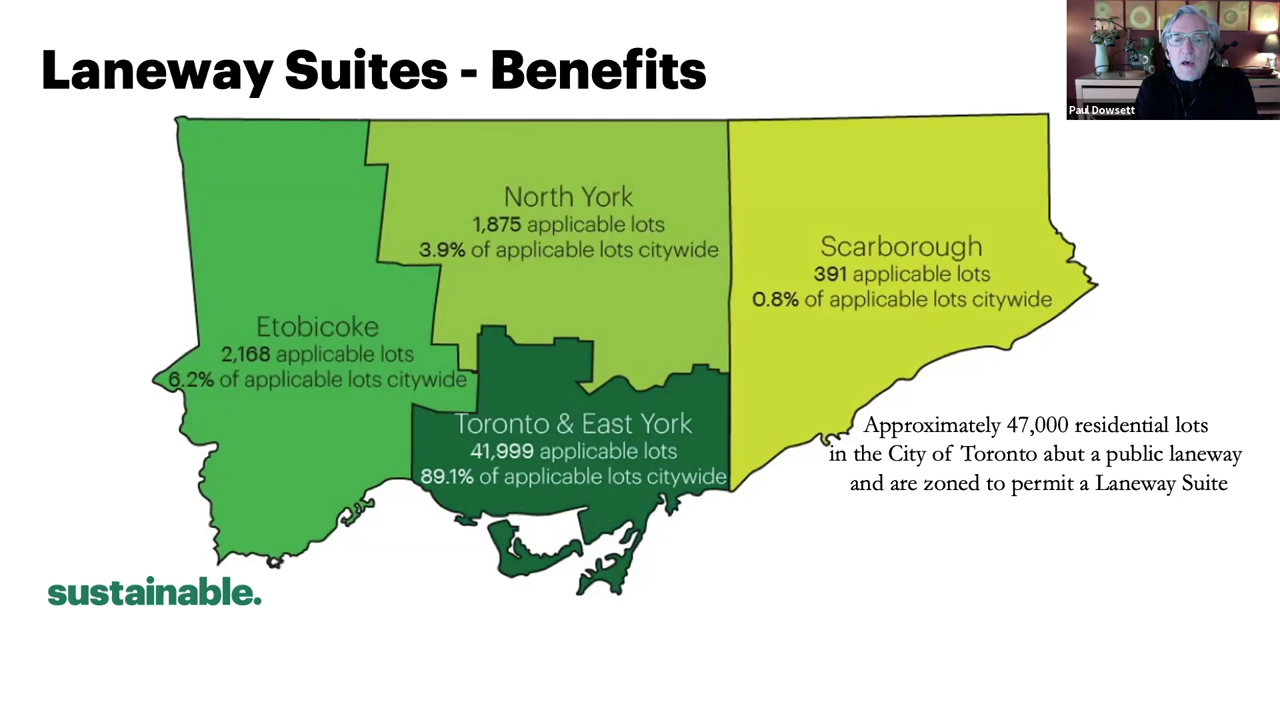 Laneway Suites - Benefits
Paul Dowsett
North York
1,875 applicable lots
3.9% of applicable lots citywide
Scarborough
391 applicable lots
0.8% of applicable lots citywide
Etobicoke
2,168 applicable lots
6.2% of applicable lots citywide
Toronto & East York
41,999 applicable lots
89.1% of applicable lots citywide
Approximately 47,000 residential lots
in the City of Toronto abut a public laneway
and are zoned to permit a Laneway Suite
sustainable.